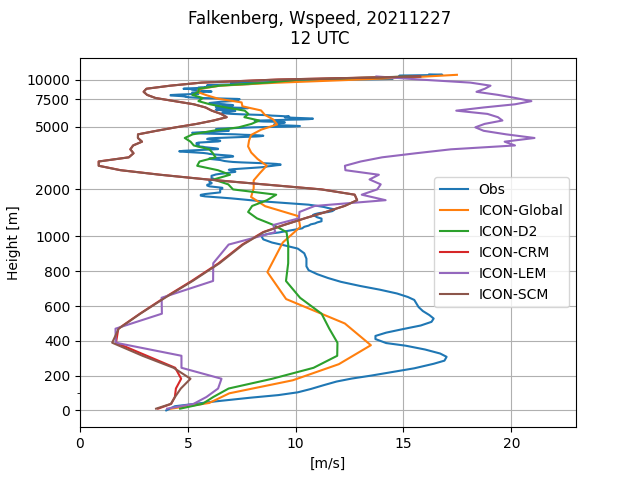 Falkenberg, Wspeed, 20211227
12 UTC
10000
7500
5000
2000
1000
800
600
400
200
0
Height [m]
Obs
ICON-Global
ICON-D2
ICON-CRM
ICON-LEM
ICON-SCM
0 5 10 15 20
[m/s]